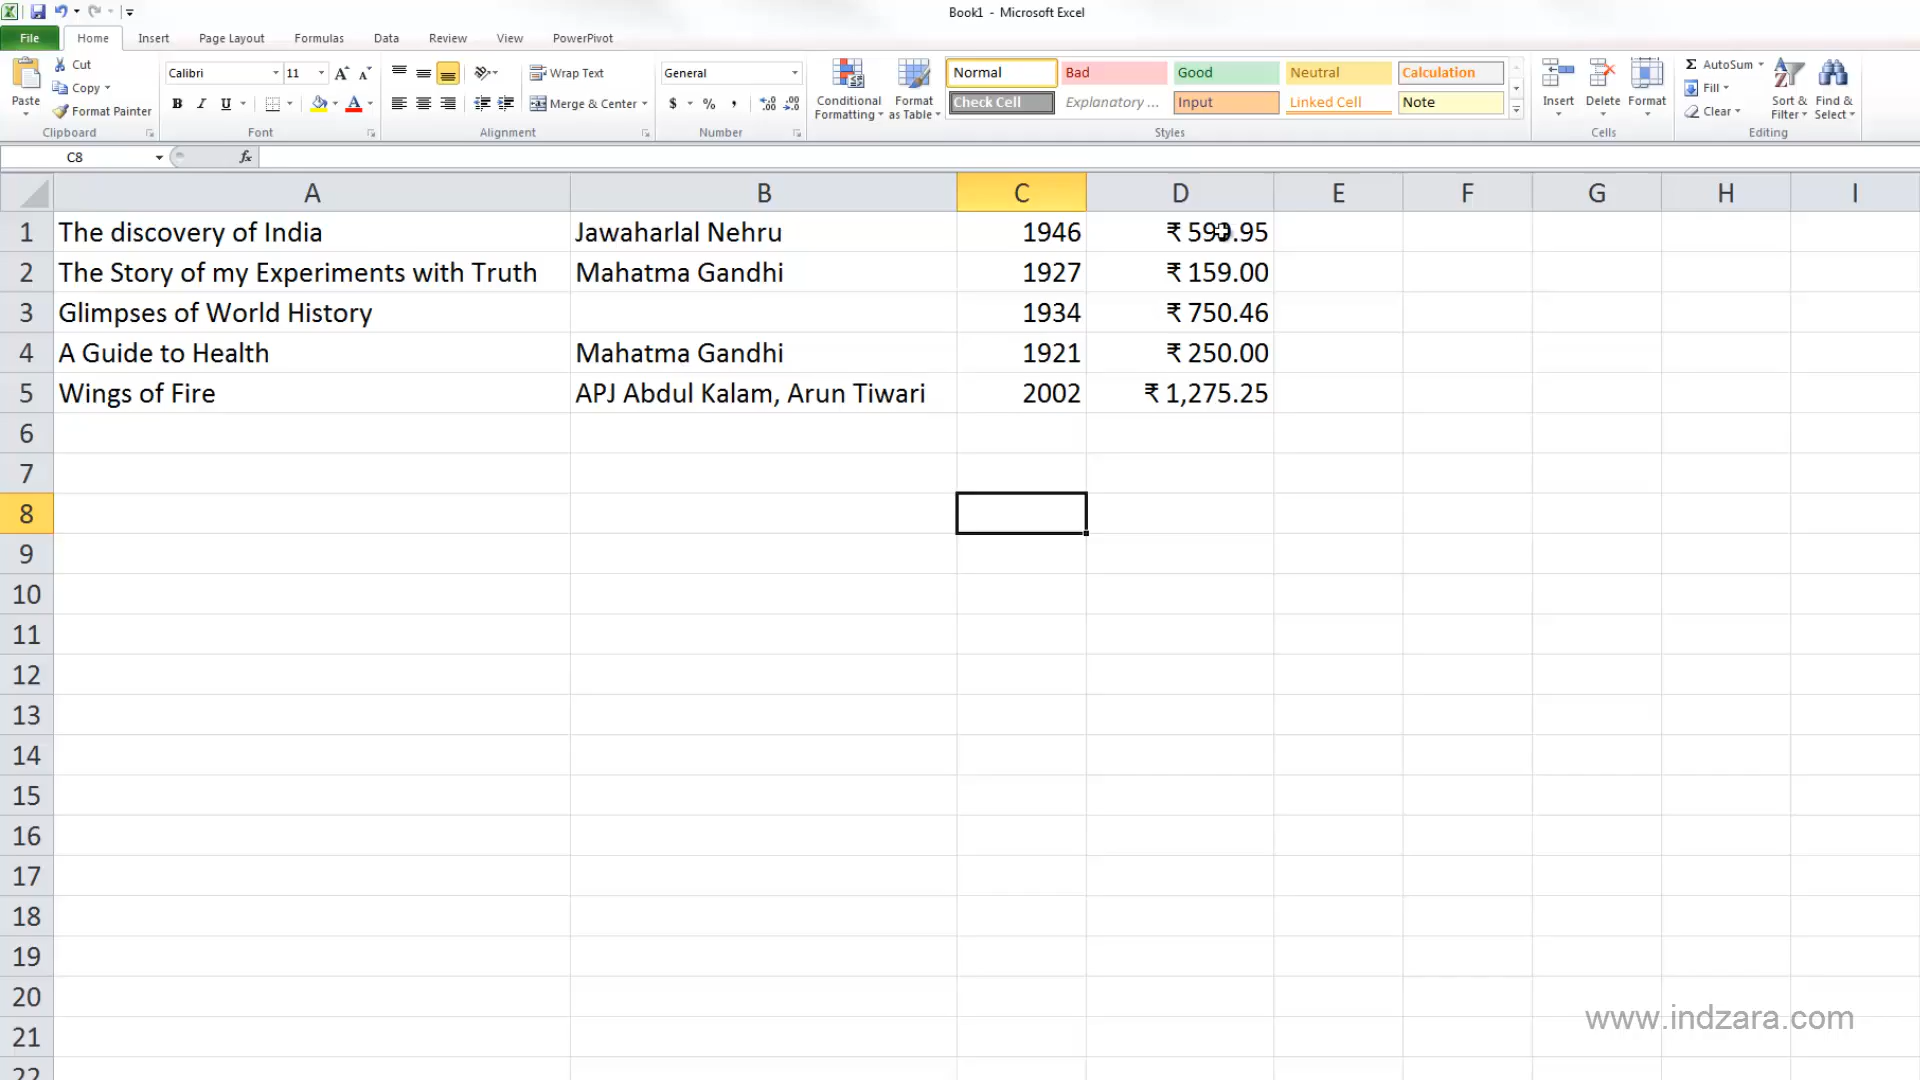 Book1 - Microsoft Excel
File Home Insert Page Layout Formulas Data Review View PowerPivot
Paste
Cut
Copy
Format Painter
Clipboard
Calibri 11
B I U
Font
Wrap Text
Merge & Center
Alignment
General
$ % ,
Number
Conditional Formatting
Format as Table
Normal Bad Good Neutral Calculation
Check Cell Explanatory ... Input Linked Cell Note
Styles
Insert Delete Format
Cells
Σ AutoSum
Fill
Clear
Sort & Filter
Find & Select
Editing
C8 fx
A B C D E F G H I
1 The discovery of India Jawaharlal Nehru 1946
2 The Story of my Experiments with Truth Mahatma Gandhi 1927 ₹ 159.00
3 Glimpses of World History 1934 ₹ 750.46
4 A Guide to Health Mahatma Gandhi 1921 ₹ 250.00
5 Wings of Fire APJ Abdul Kalam, Arun Tiwari 2002 ₹ 1,275.25
6
7
8
9
10
11
12
13
14
15
16
17
18
19
20
21
22
www.indzara.com